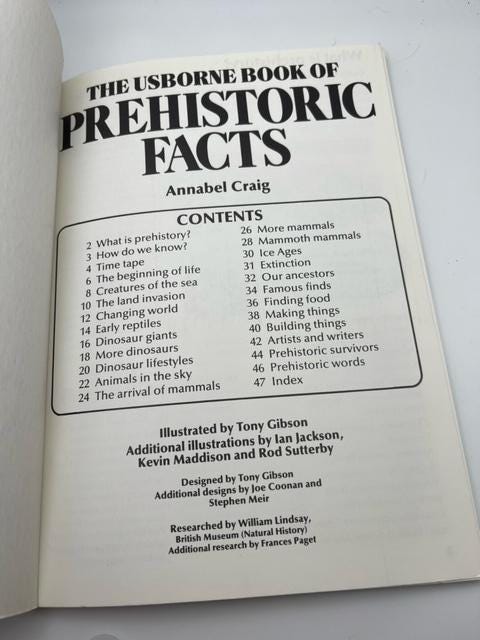 THE USBORNE BOOK OF
PREHISTORIC
FACTS
Annabel Craig
CONTENTS
2 What is prehistory?
3 How do we know?
4 Time tape
6 The beginning of life
8 Creatures of the sea
10 The land invasion
12 Changing world
14 Early reptiles
16 Dinosaur giants
18 More dinosaurs
20 Dinosaur lifestyles
22 Animals in the sky
24 The arrival of mammals
26 More mammals
28 Mammoth mammals
30 Ice Ages
31 Extinction
32 Our ancestors
34 Famous finds
36 Finding food
38 Making things
40 Building things
42 Artists and writers
44 Prehistoric survivors
46 Prehistoric words
47 Index
Illustrated by Tony Gibson
Additional illustrations by Ian Jackson,
Kevin Maddison and Rod Sutterby
Designed by Tony Gibson
Additional designs by Joe Coonan and
Stephen Meir
Researched by William Lindsay,
British Museum (Natural History)
Additional research by Frances Paget